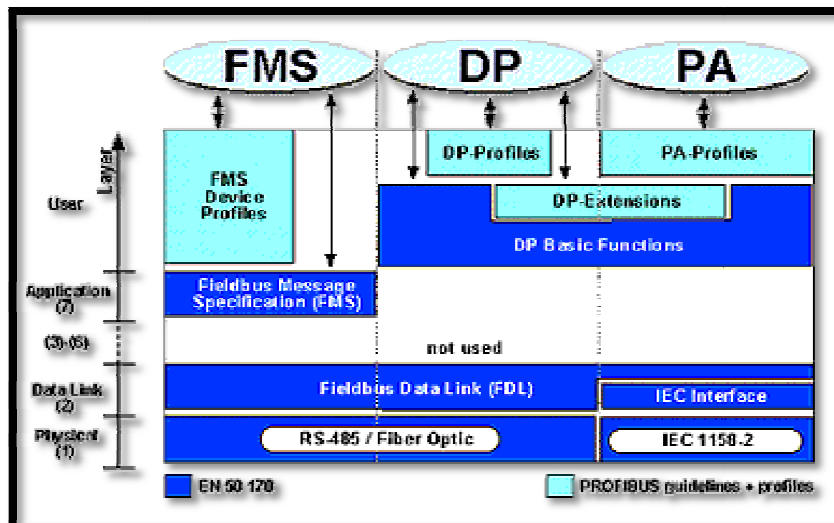 FMS DP PA
Layer
User
FMS
Device
Profiles
DP-Profiles
PA-Profiles
DP-Extensions
DP Basic Functions
Application
(7)
Fieldbus Message
Specification (FMS)
(3)-(6)
not used
Data Link
(2)
Fieldbus Data Link (FDL)
IEC Interface
Physical
(1)
RS-485 / Fiber Optic
IEC 1158-2
EN 50 170
PROFIBUS guidelines + profiles